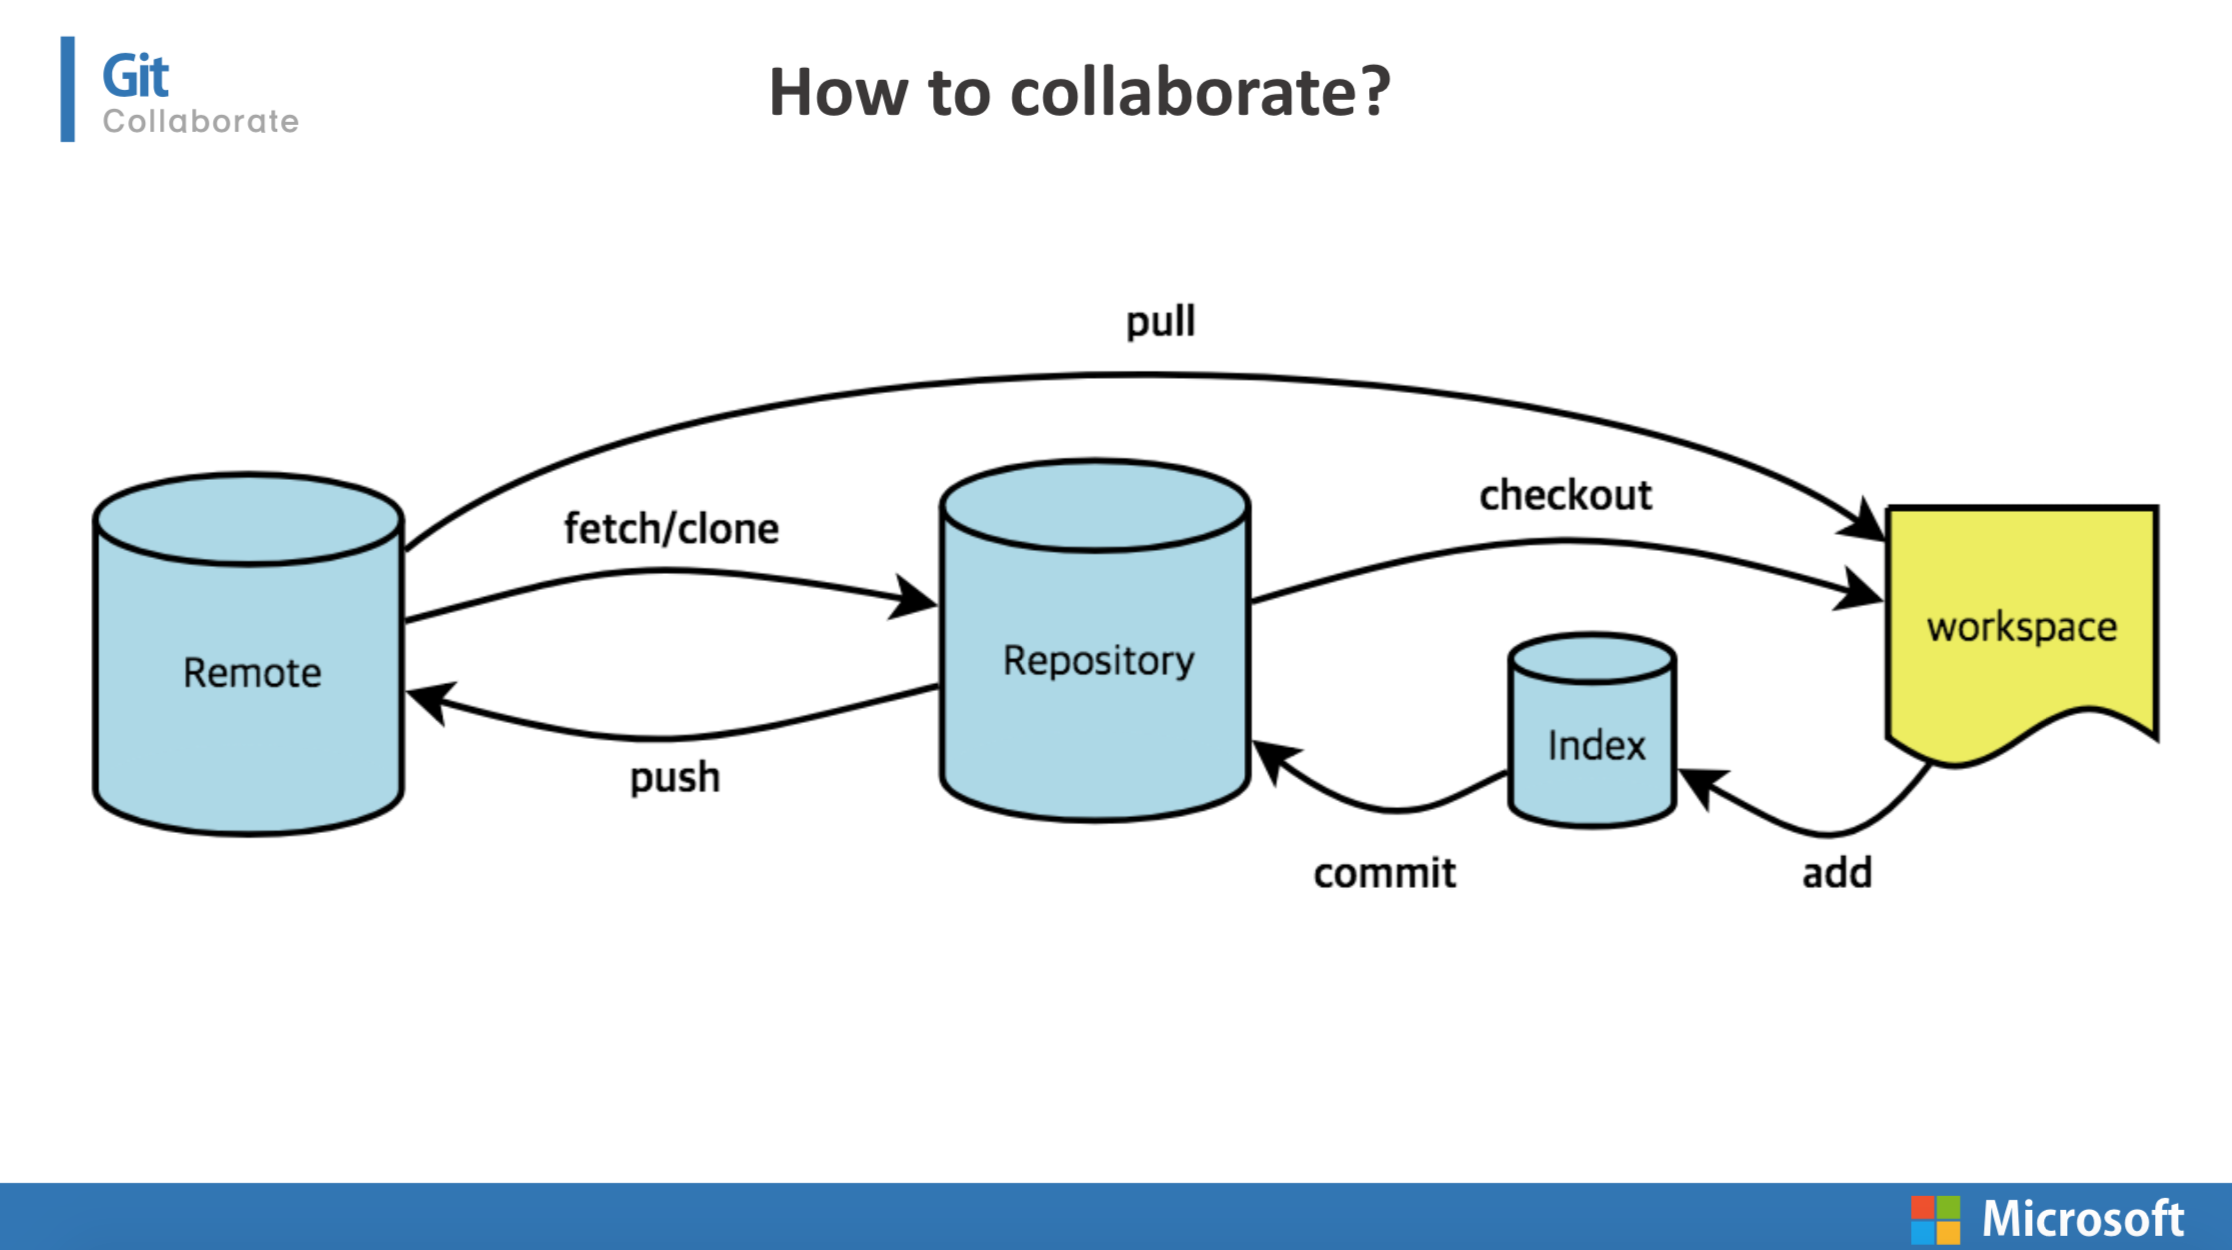 Git
Collaborate
How to collaborate?
pull
fetch/clone
checkout
Remote
Repository
workspace
Index
push
commit
add
Microsoft